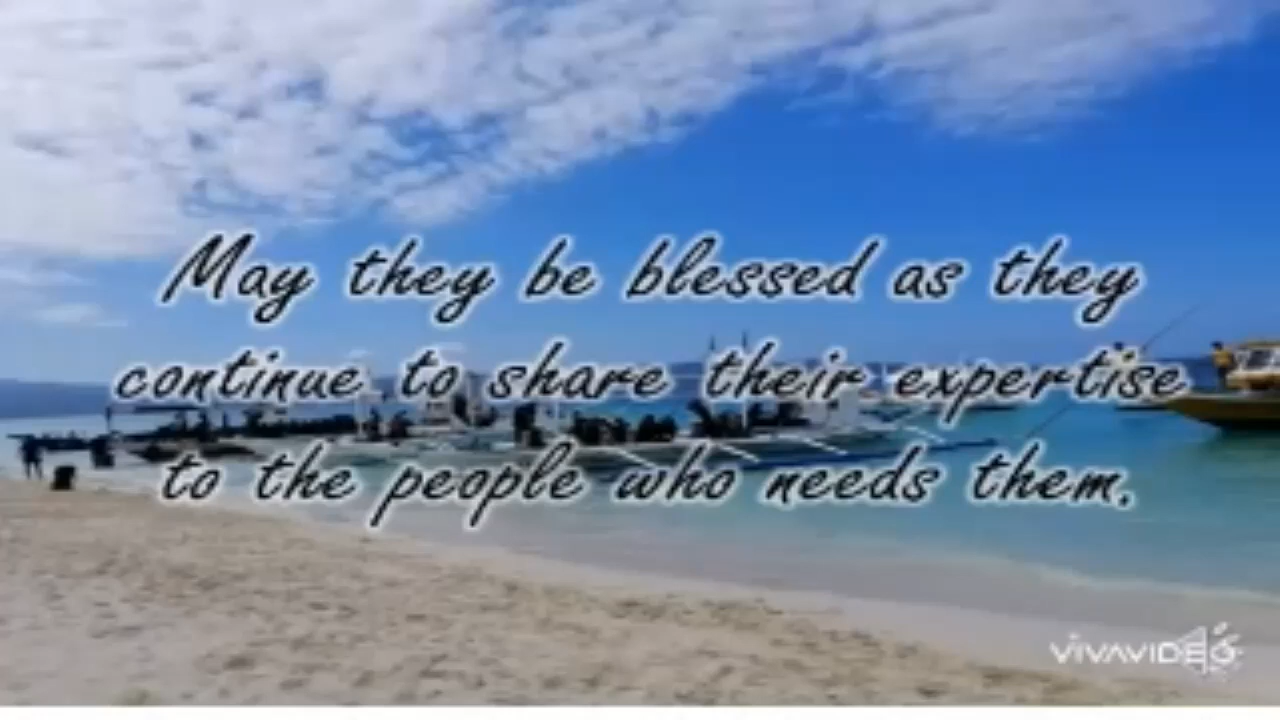 May they be blessed as they
continue to share their expertise
to the people who needs them.
VIVAVIDEO